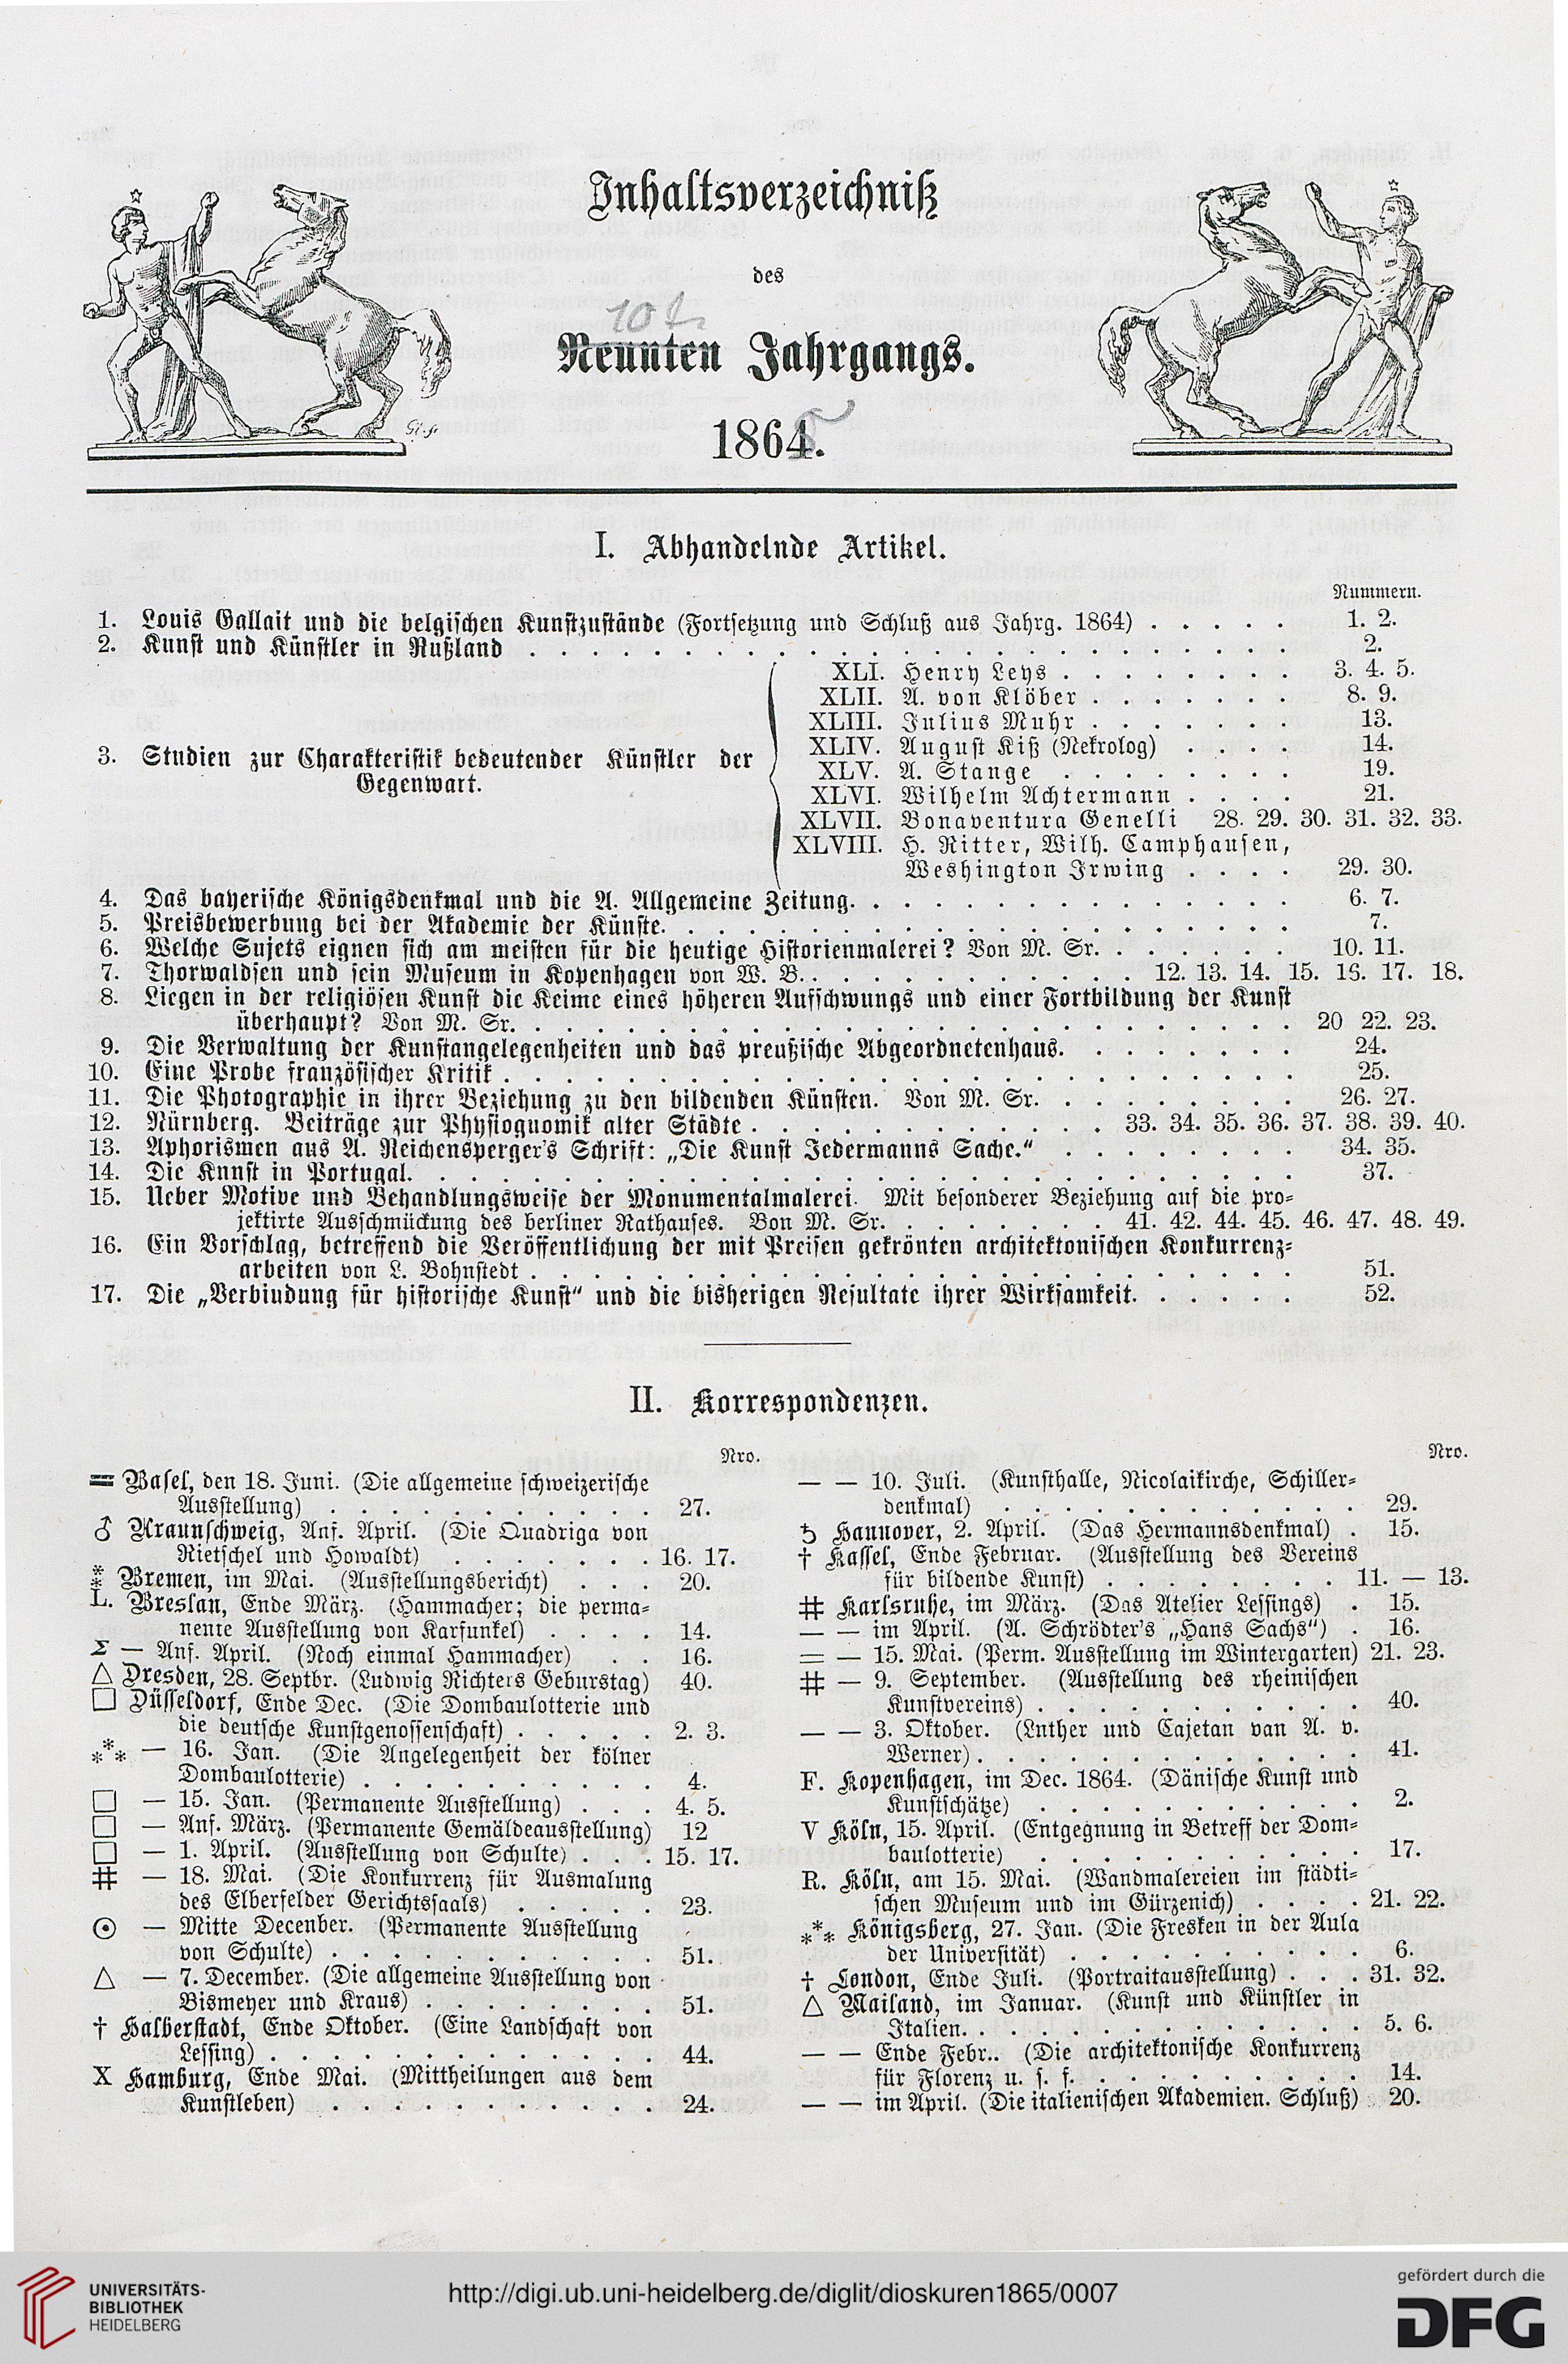 Inhaltsverzeichniß
des
10t
Neunten Jahrgangs.
1864.
5
I. Abhandelnde Artikel.
Nummern.
1. Louis Gallait und die belgischen Kunstzustände (Fortsetzung und Schluß aus Jahrg. 1864) . . . . . 1. 2.
2. Kunst und Künstler in Rußland . . . . . 2.
3. Studien zur Charakteristik bedeutender Künstler der
Gegenwart.
XLI. Henry Leys . . . . . 3. 4. 5.
XLII. A. von Klöber . . . . . 8. 9.
XLIII. Julius Muhr . . . . . 13.
XLIV. August Kiß (Nekrolog) . . . . 14.
XLV. A. Stange . . . . . 19.
XLVI. Wilhelm Achtermann . . . . 21.
XLVII. Bonaventura Genelli 28. 29. 30. 31. 32. 33.
XLVIII. H. Ritter, Wilh. Camphausen,
Weshington Irwing . . . . 29. 30.
4. Das bayerische Königsdenkmal und die A. Allgemeine Zeitung. . . . . . 6. 7.
5. Preisbewerbung bei der Akademie der Künste. . . . . . 7.
6. Welche Sujets eignen sich am meisten für die heutige Historienmalerei? Von M. Sr. . . . . . 10. 11.
7. Thorwaldsen und sein Museum in Kopenhagen von W. B. . . . . . 12. 13. 14. 15. 16. 17. 18.
8. Liegen in der religiösen Kunst die Keime eines höheren Aufschwungs und einer Fortbildung der Kunst
überhaupt? Von M. Sr. . . . . . 20 22. 23.
9. Die Verwaltung der Kunstangelegenheiten und das preußische Abgeordnetenhaus. . . . . . 24.
10. Eine Probe französischer Kritik . . . . . 25.
11. Die Photographie in ihrer Beziehung zu den bildenden Künsten. Von M. Sr. . . . . . 26. 27.
12. Nürnberg. Beiträge zur Physiognomik alter Städte . . . . . 33. 34. 35. 36. 37. 38. 39. 40.
13. Aphorismen aus A. Reichensperger's Schrift: „Die Kunst Jedermanns Sache.“ . . . . . 34. 35.
14. Die Kunst in Portugal. . . . . . 37.
15. Ueber Motive und Behandlungsweise der Monumentalmalerei. Mit besonderer Beziehung auf die pro-
jektirte Ausschmückung des berliner Rathauses. Von M. Sr. . . . . . 41. 42. 44. 45. 46. 47. 48. 49.
16. Ein Vorschlag, betreffend die Veröffentlichung der mit Preisen gekrönten architektonischen Konkurrenz-
arbeiten von L. Bohnstedt . . . . . 51.
17. Die „Verbindung für historische Kunst“ und die bisherigen Resultate ihrer Wirksamkeit. . . . . . 52.
II. Korrespondenzen.
Nro.
= Basel, den 18. Juni. (Die allgemeine schweizerische
Ausstellung) . . . . . 27.
♂ Braunschweig, Anf. April. (Die Quadriga von
Rietschel und Howaldt) . . . . . 16. 17.
⁑ Bremen, im Mai. (Ausstellungsbericht) . . . 20.
L. Breslau, Ende März. (Hammacher; die perma-
nente Ausstellung von Karfunkel) . . . . 14.
Σ — Anf. April. (Noch einmal Hammacher) . . 16.
△ Dresden, 28. Septbr. (Ludwig Richters Geburstag) 40.
□ Düsseldorf, Ende Dec. (Die Dombaulotterie und
die deutsche Kunstgenossenschaft) . . . . . 2. 3.
⁂ — 16. Jan. (Die Angelegenheit der kölner
Dombaulotterie) . . . . . 4.
□ — 15. Jan. (Permanente Ausstellung) . . . 4. 5.
□ — Anf. März. (Permanente Gemäldeausstellung) 12
□ — 1. April. (Ausstellung von Schulte) . . . 15. 17.
⌗ — 18. Mai. (Die Konkurrenz für Ausmalung
des Elberfelder Gerichtssaals) . . . . . 23.
☉ — Mitte Decenber. (Permanente Ausstellung
von Schulte) . . . . . 51.
△ — 7. December. (Die allgemeine Ausstellung von
Bismeyer und Kraus) . . . . . 51.
† Halberstadt, Ende Oktober. (Eine Landschaft von
Lessing) . . . . . 44.
X Hamburg, Ende Mai. (Mittheilungen aus dem
Kunstleben) . . . . . 24.
Nro.
— — 10. Juli. (Kunsthalle, Nicolaikirche, Schiller-
denkmal) . . . . . 29.
♄ Hannover, 2. April. (Das Hermannsdenkmal) . 15.
† Kassel, Ende Februar. (Ausstellung des Vereins
für bildende Kunst) . . . . . 11. — 13.
⌗ Karlsruhe, im März. (Das Atelier Lessings) . 15.
— — im April. (A. Schrödter's „Hans Sachs“) . 16.
= — 15. Mai. (Perm. Ausstellung im Wintergarten) 21. 23.
⌗ — 9. September. (Ausstellung des rheinischen
Kunstvereins) . . . . . 40.
— — 3. Oktober. (Luther und Cajetan van A. v.
Werner) . . . . . 41.
F. Kopenhagen, im Dec. 1864. (Dänische Kunst und
Kunstschätze) . . . . . 2.
V Köln, 15. April. (Entgegnung in Betreff der Dom-
baulotterie) . . . . . 17.
R. Köln, am 15. Mai. (Wandmalereien im städti-
schen Museum und im Gürzenich) . . . . 21. 22.
⁂ Königsberg, 27. Jan. (Die Fresken in der Aula
der Universität) . . . . . 6.
† London, Ende Juli. (Portraitausstellung) . . . 31. 32.
△ Mailand, im Januar. (Kunst und Künstler in
Italien. . . . . . 5. 6.
— — Ende Febr.. (Die architektonische Konkurrenz
für Florenz u. s. f. . . . . . 14.
— — im April. (Die italienischen Akademien. Schluß) 20.
UNIVERSITÄTS-
BIBLIOTHEK
HEIDELBERG
http://digi.ub.uni-heidelberg.de/diglit/dioskuren1865/0007
gefördert durch die
DFG